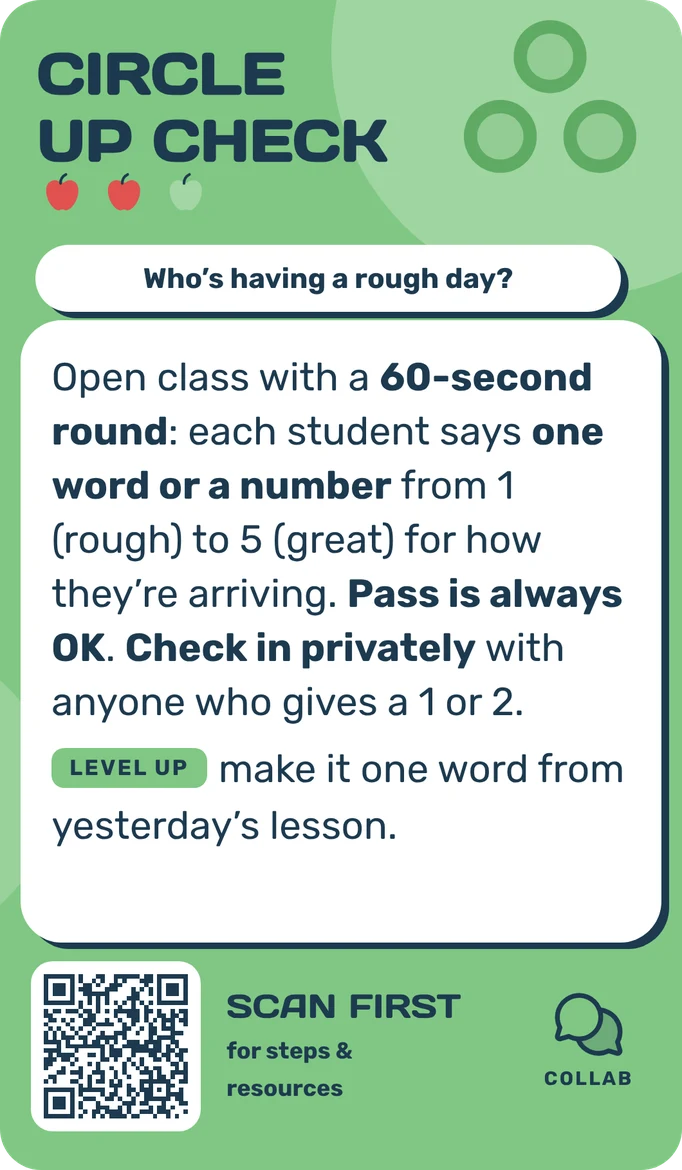 CIRCLE
UP CHECK
Who’s having a rough day?
Open class with a 60-second
round: each student says one
word or a number from 1
(rough) to 5 (great) for how
they’re arriving. Pass is always
OK. Check in privately with
anyone who gives a 1 or 2.
LEVEL UP make it one word from
yesterday’s lesson.
SCAN FIRST
for steps &
resources
COLLAB